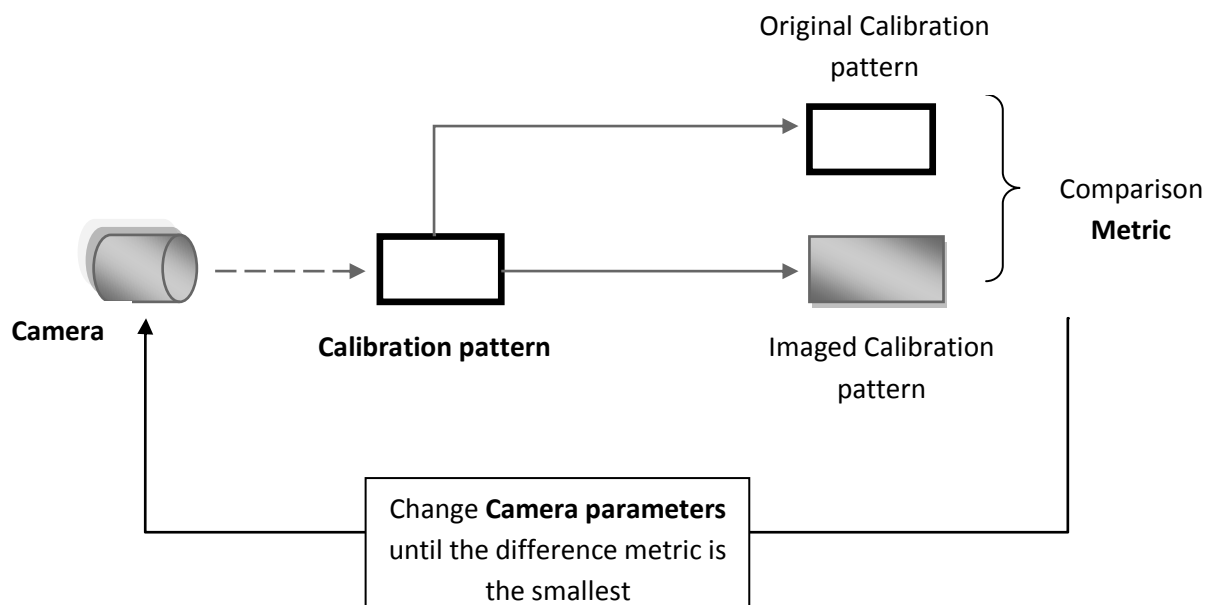 Original Calibration
pattern
Comparison
Metric
Camera
Calibration pattern
Imaged Calibration
pattern
Change Camera parameters
until the difference metric is
the smallest